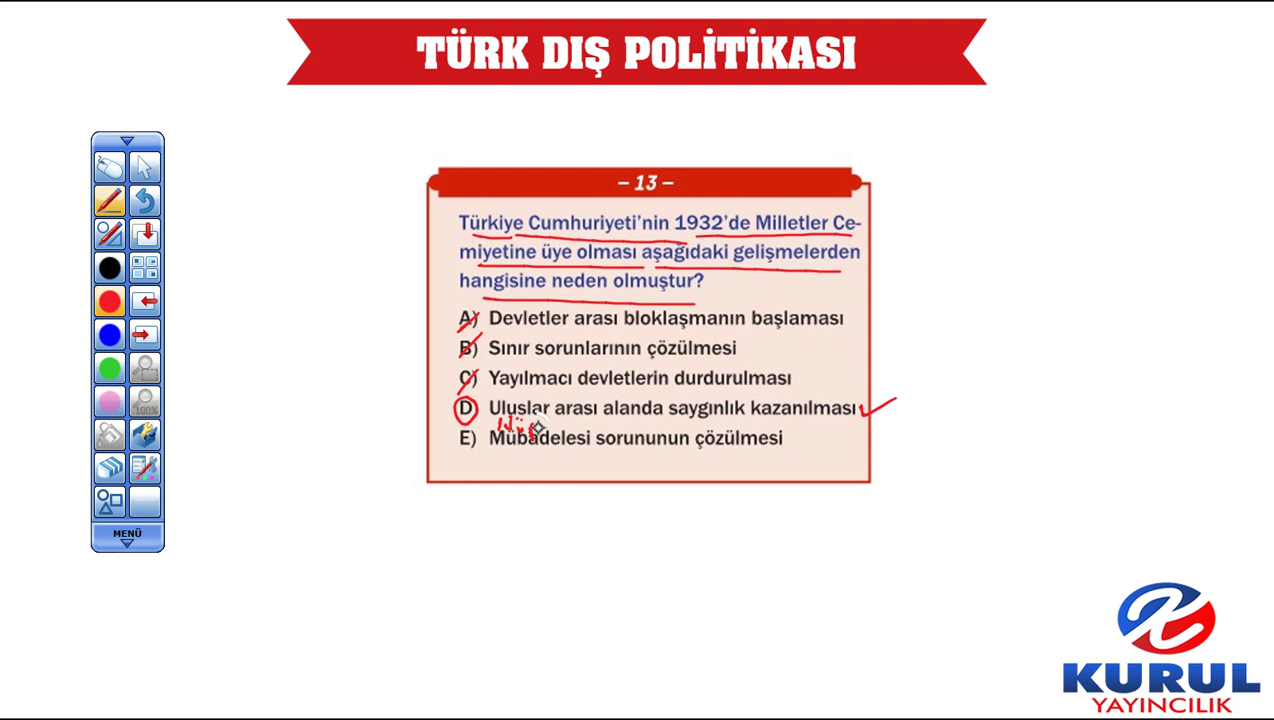 TÜRK DIŞ POLİTİKASI
– 13 –
Türkiye Cumhuriyeti'nin 1932'de Milletler Ce-
miyetine üye olması aşağıdaki gelişmelerden
hangisine neden olmuştur?
A) Devletler arası bloklaşmanın başlaması
B) Sınır sorunlarının çözülmesi
C) Yayılmacı devletlerin durdurulması
D) Uluslar arası alanda saygınlık kazanılması
E) Mübadelesi sorununun çözülmesi
100%
MENÜ
KURUL
YAYINCILIK